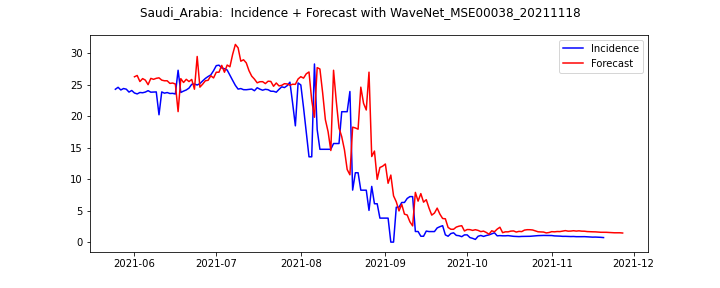 Saudi_Arabia:  Incidence + Forecast with WaveNet_MSE00038_20211118
Incidence
Forecast
30
25
20
15
10
5
0
2021-06 2021-07 2021-08 2021-09 2021-10 2021-11 2021-12